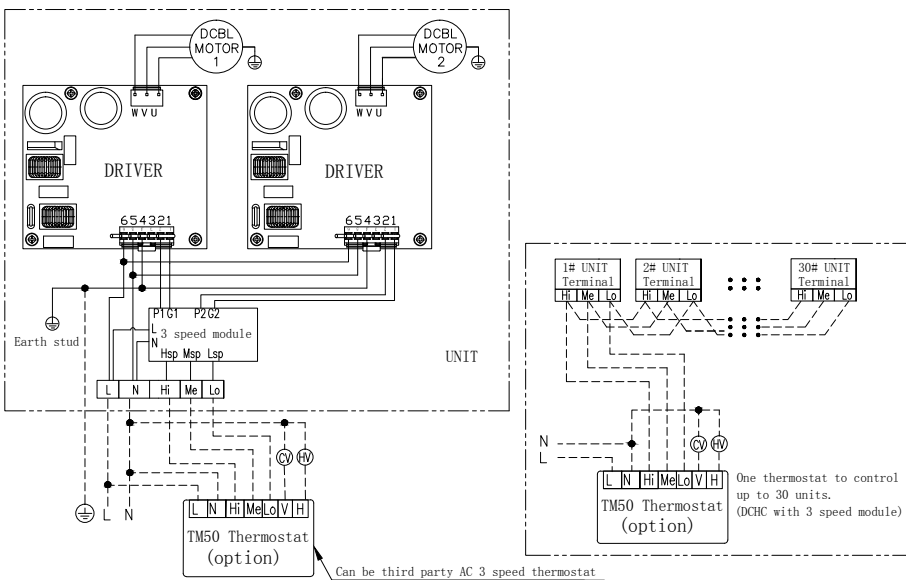 DCBL
MOTOR
1
DCBL
MOTOR
2
W V U
W V U
DRIVER
DRIVER
654321
654321
P1G1 P2G2
L
N
3 speed module
Hsp Msp Lsp
Earth stud
UNIT
L N Hi Me Lo
CV HV
L N
L N Hi Me Lo V H
TM50 Thermostat
(option)
Can be third party AC 3 speed thermostat
1# UNIT
Terminal
Hi Me Lo
2# UNIT
Terminal
Hi Me Lo
30# UNIT
Terminal
Hi Me Lo
N
L
CV HV
L N Hi Me Lo V H
TM50 Thermostat
(option)
One thermostat to control
up to 30 units.
(DCHC with 3 speed module)